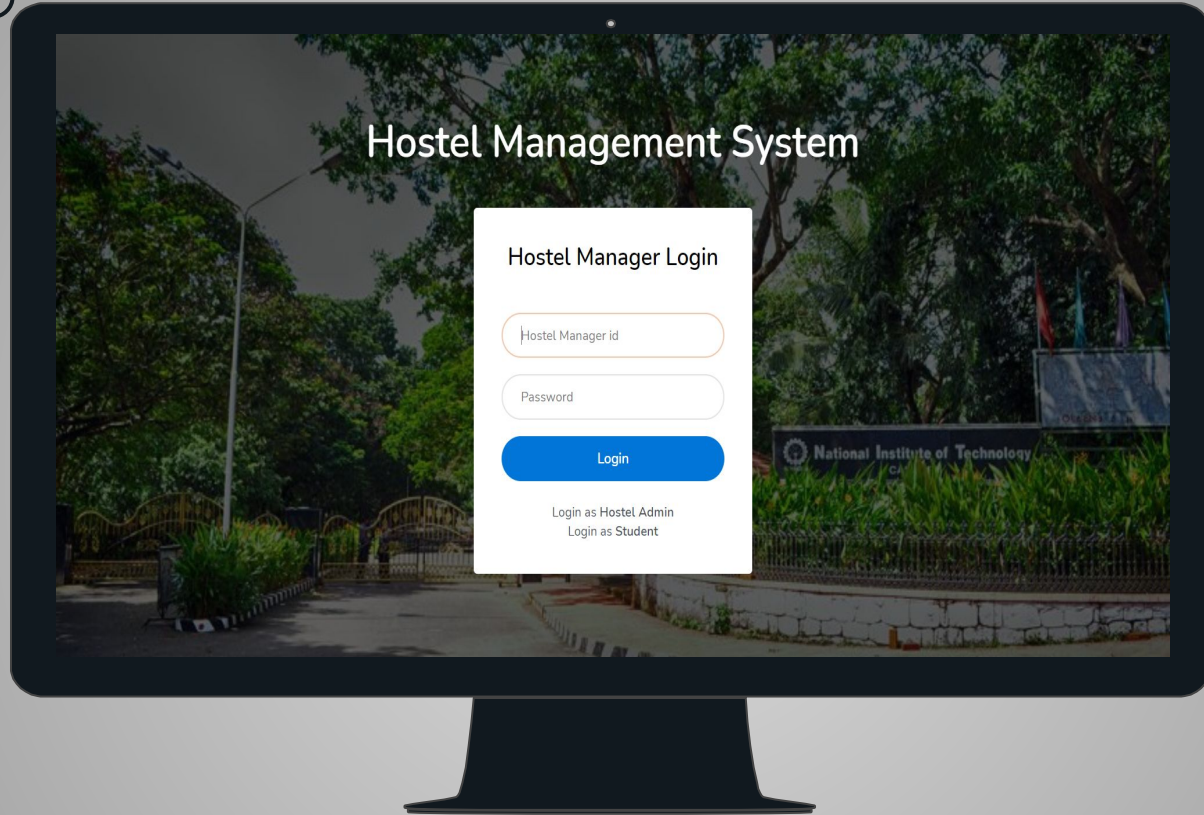 Hostel Management System
Hostel Manager Login
Hostel Manager id
Password
Login
Login as Hostel Admin
Login as Student
National Institute of Technology